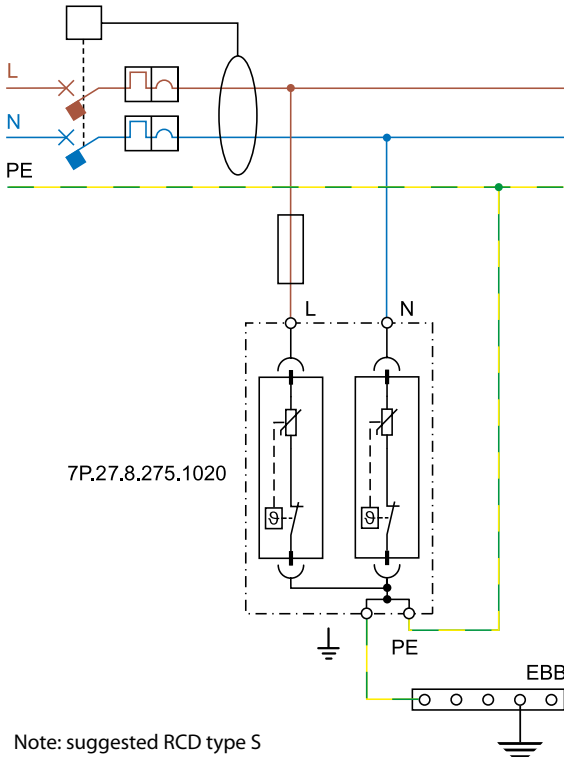 L
N
PE
L
N
7P.27.8.275.1020
ϑ
ϑ
PE
EBB
Note: suggested RCD type S